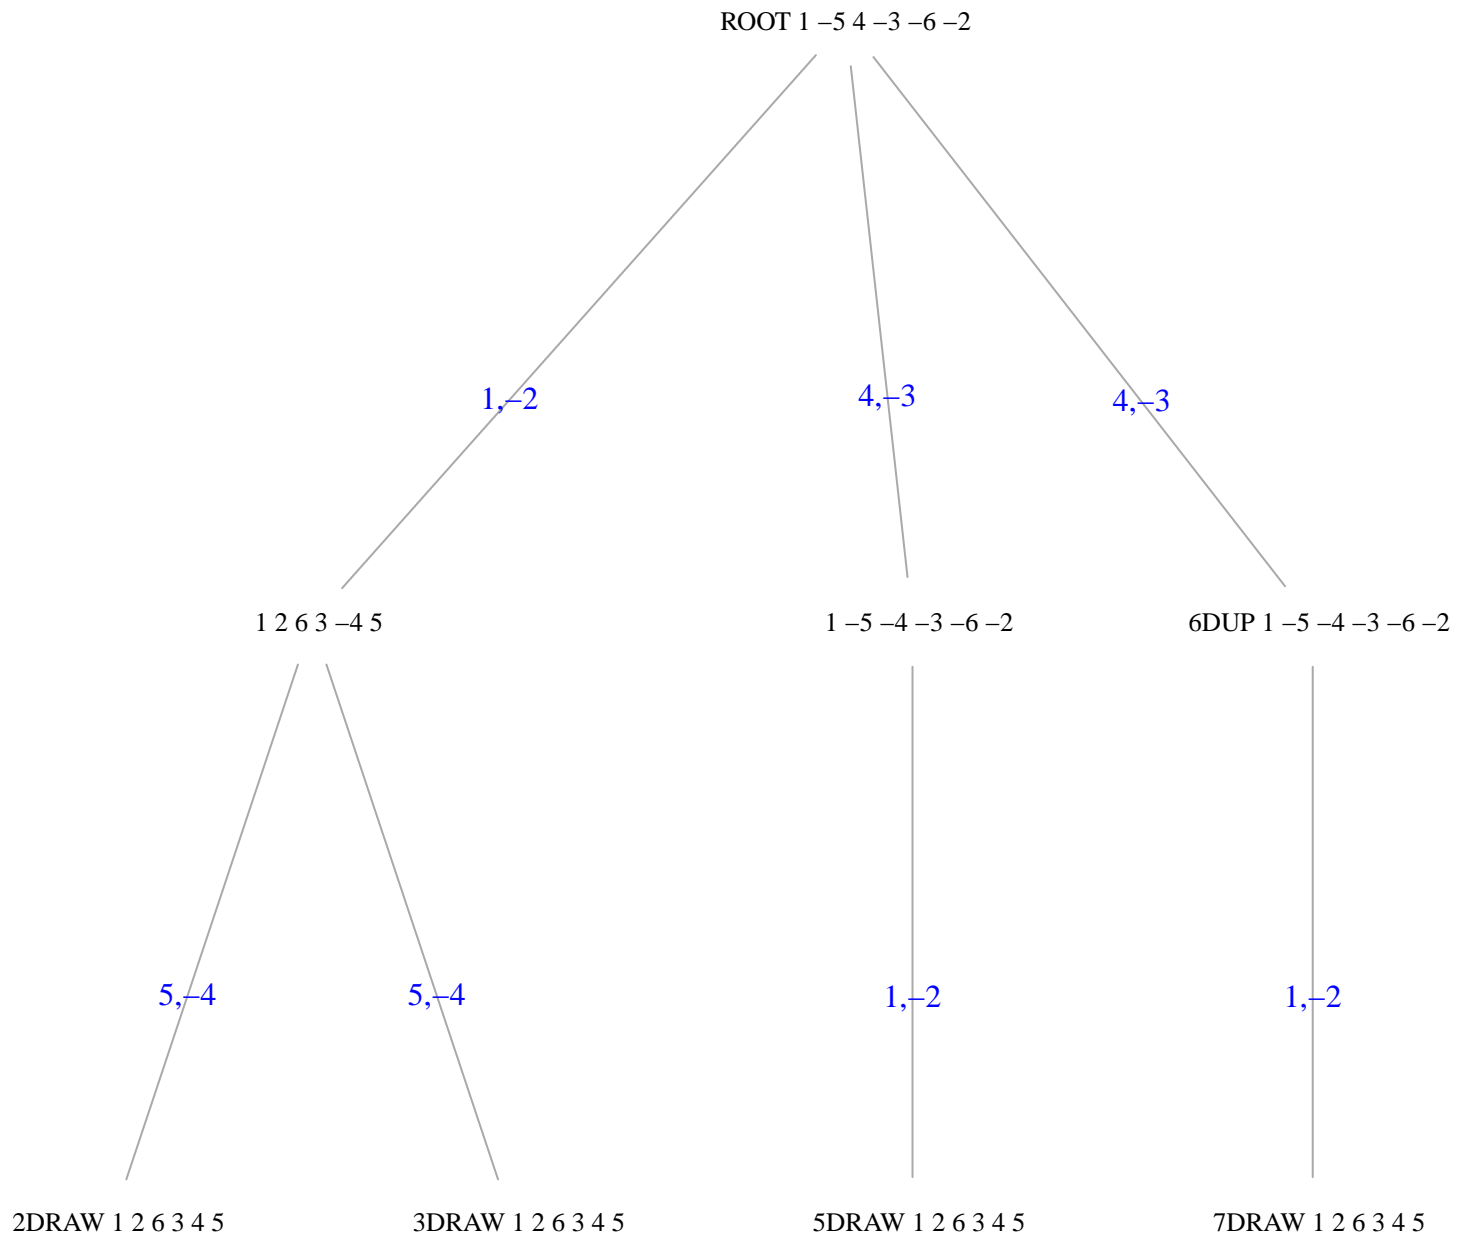 ROOT 1 –5 4 –3 –6 –2
1,–2
4,–3
4,–3
1 2 6 3 –4 5
1 –5 –4 –3 –6 –2
6DUP 1 –5 –4 –3 –6 –2
5,–4
5,–4
1,–2
1,–2
2DRAW 1 2 6 3 4 5
3DRAW 1 2 6 3 4 5
5DRAW 1 2 6 3 4 5
7DRAW 1 2 6 3 4 5